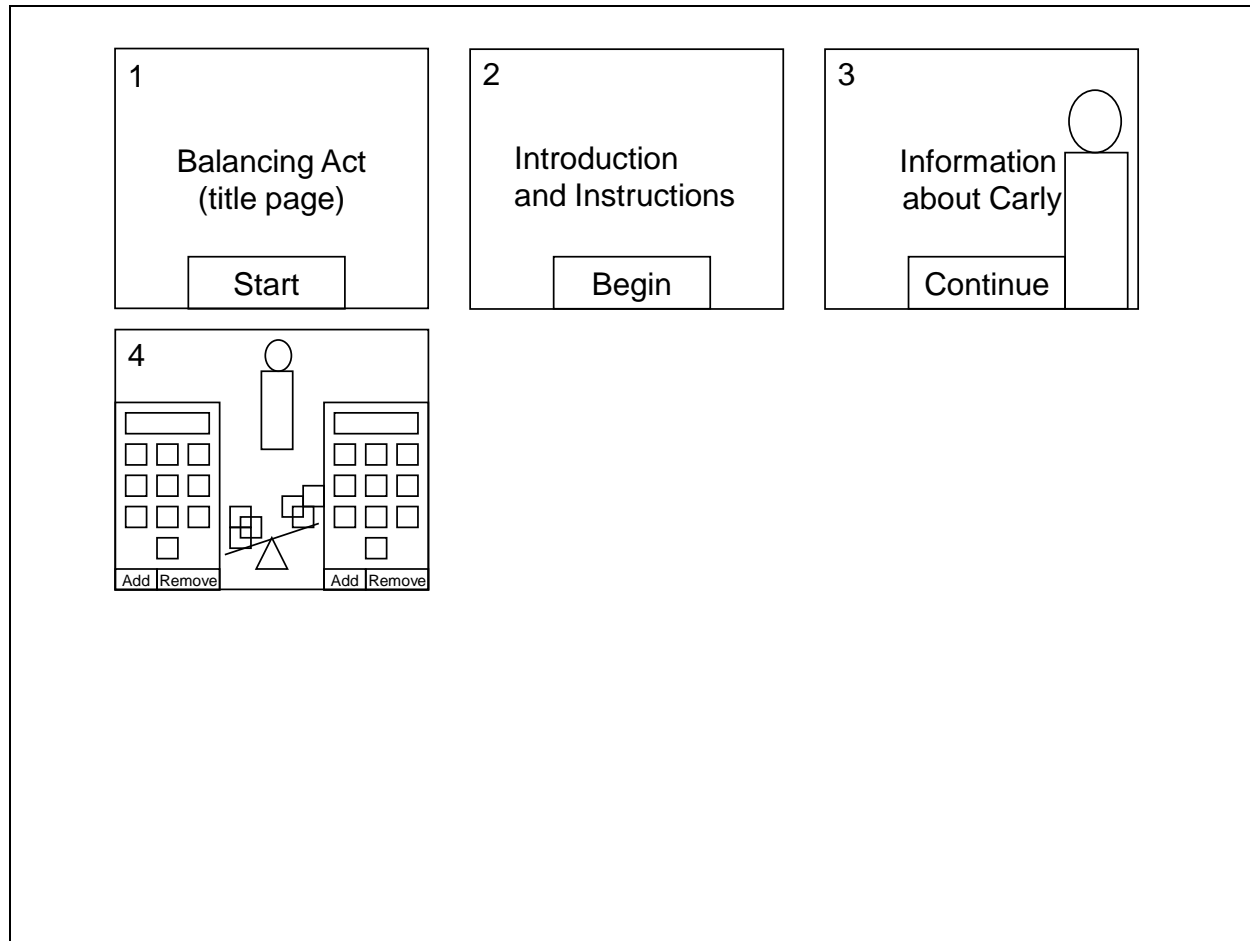 1
Balancing Act
(title page)
Start
2
Introduction
and Instructions
Begin
3
Information
about Carly
Continue
4
Add Remove
Add Remove